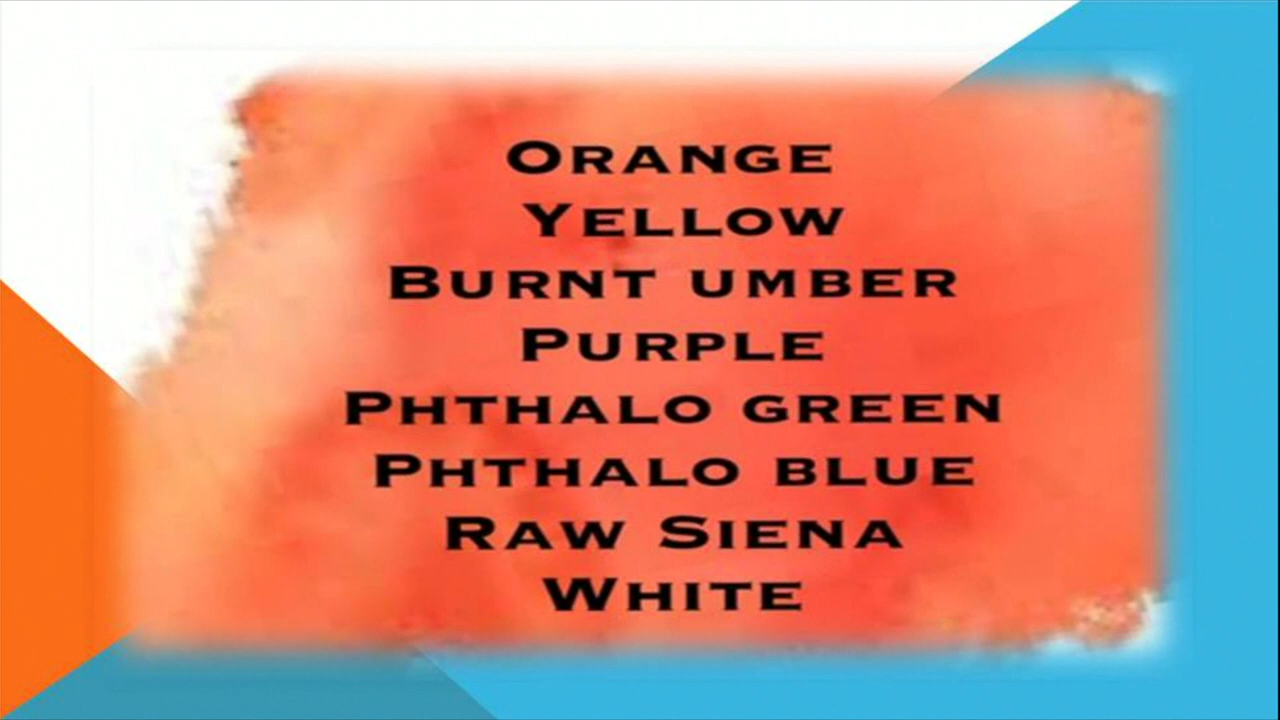 Orange
Yellow
Burnt umber
Purple
Phthalo green
Phthalo blue
Raw Siena
White